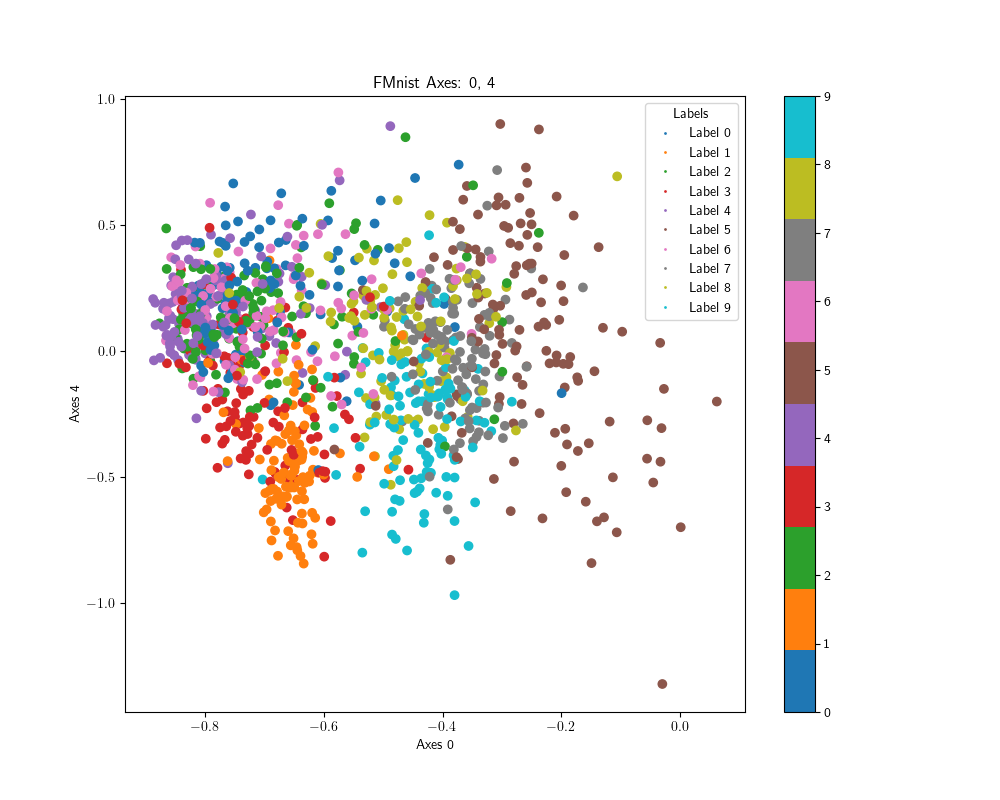 FMnist Axes: 0, 4
Axes 4
1.0
0.5
0.0
−0.5
−1.0
−0.8
−0.6
−0.4
−0.2
0.0
Axes 0
Labels
Label 0
Label 1
Label 2
Label 3
Label 4
Label 5
Label 6
Label 7
Label 8
Label 9
9
8
7
6
5
4
3
2
1
0